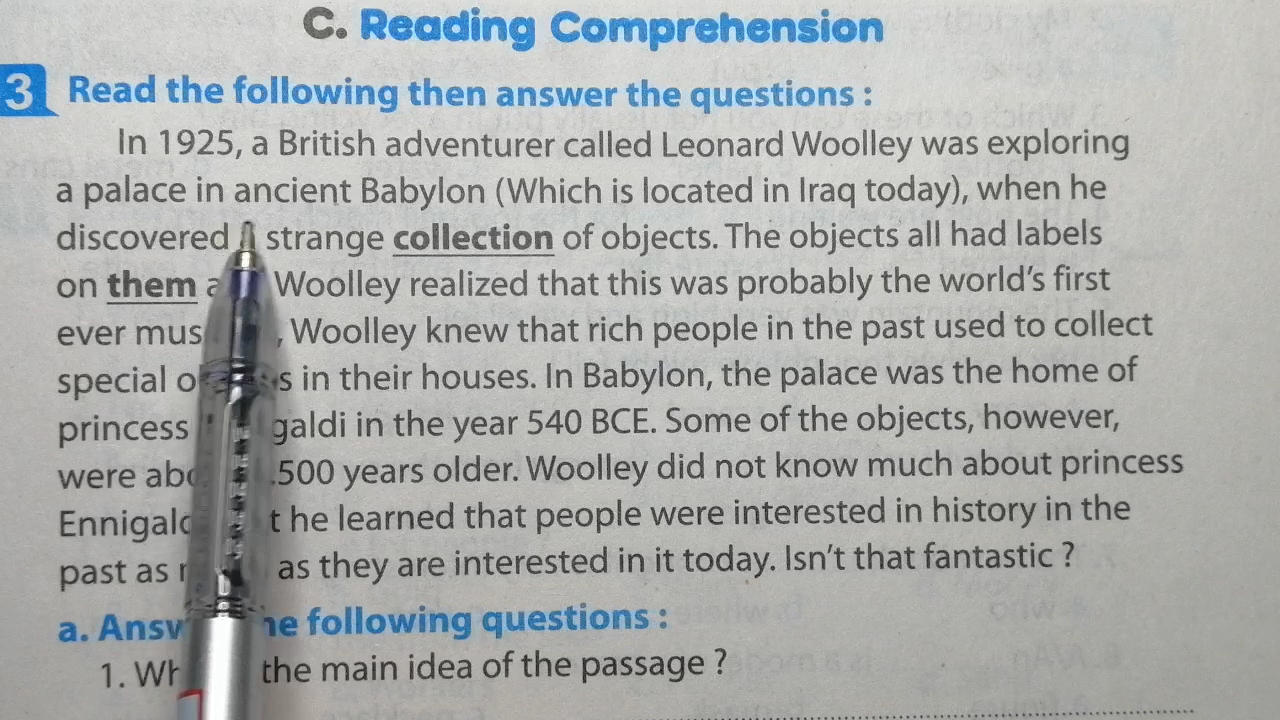 C. Reading Comprehension
3 Read the following then answer the questions :
In 1925, a British adventurer called Leonard Woolley was exploring
a palace in ancient Babylon (Which is located in Iraq today), when he
discovered strange collection of objects. The objects all had labels
on them Woolley realized that this was probably the world's first
ever , Woolley knew that rich people in the past used to collect
special in their houses. In Babylon, the palace was the home of
princess in the year 540 BCE. Some of the objects, however,
were years older. Woolley did not know much about princess
he learned that people were interested in history in the
past as as they are interested in it today. Isn't that fantastic ?
a. following questions :
1. the main idea of the passage ?